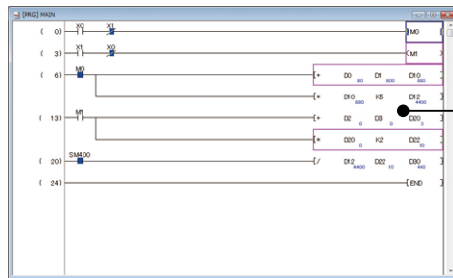 [PRG] MAIN
X0 X1
( 0) [ M0 ]
X1 X0
( 3) ( M1 )
M0
( 6) [+ D0 D1 D10 ]
80 800 880
[* D10 K5 D12 ]
880 4400
M1
( 13) [+ D2 D3 D20 ]
0 0
[* D20 K2 D22 ]
0 10
SM400
( 20) [/ D12 D22 D30 ]
4400 10 440
( 24) [END ]